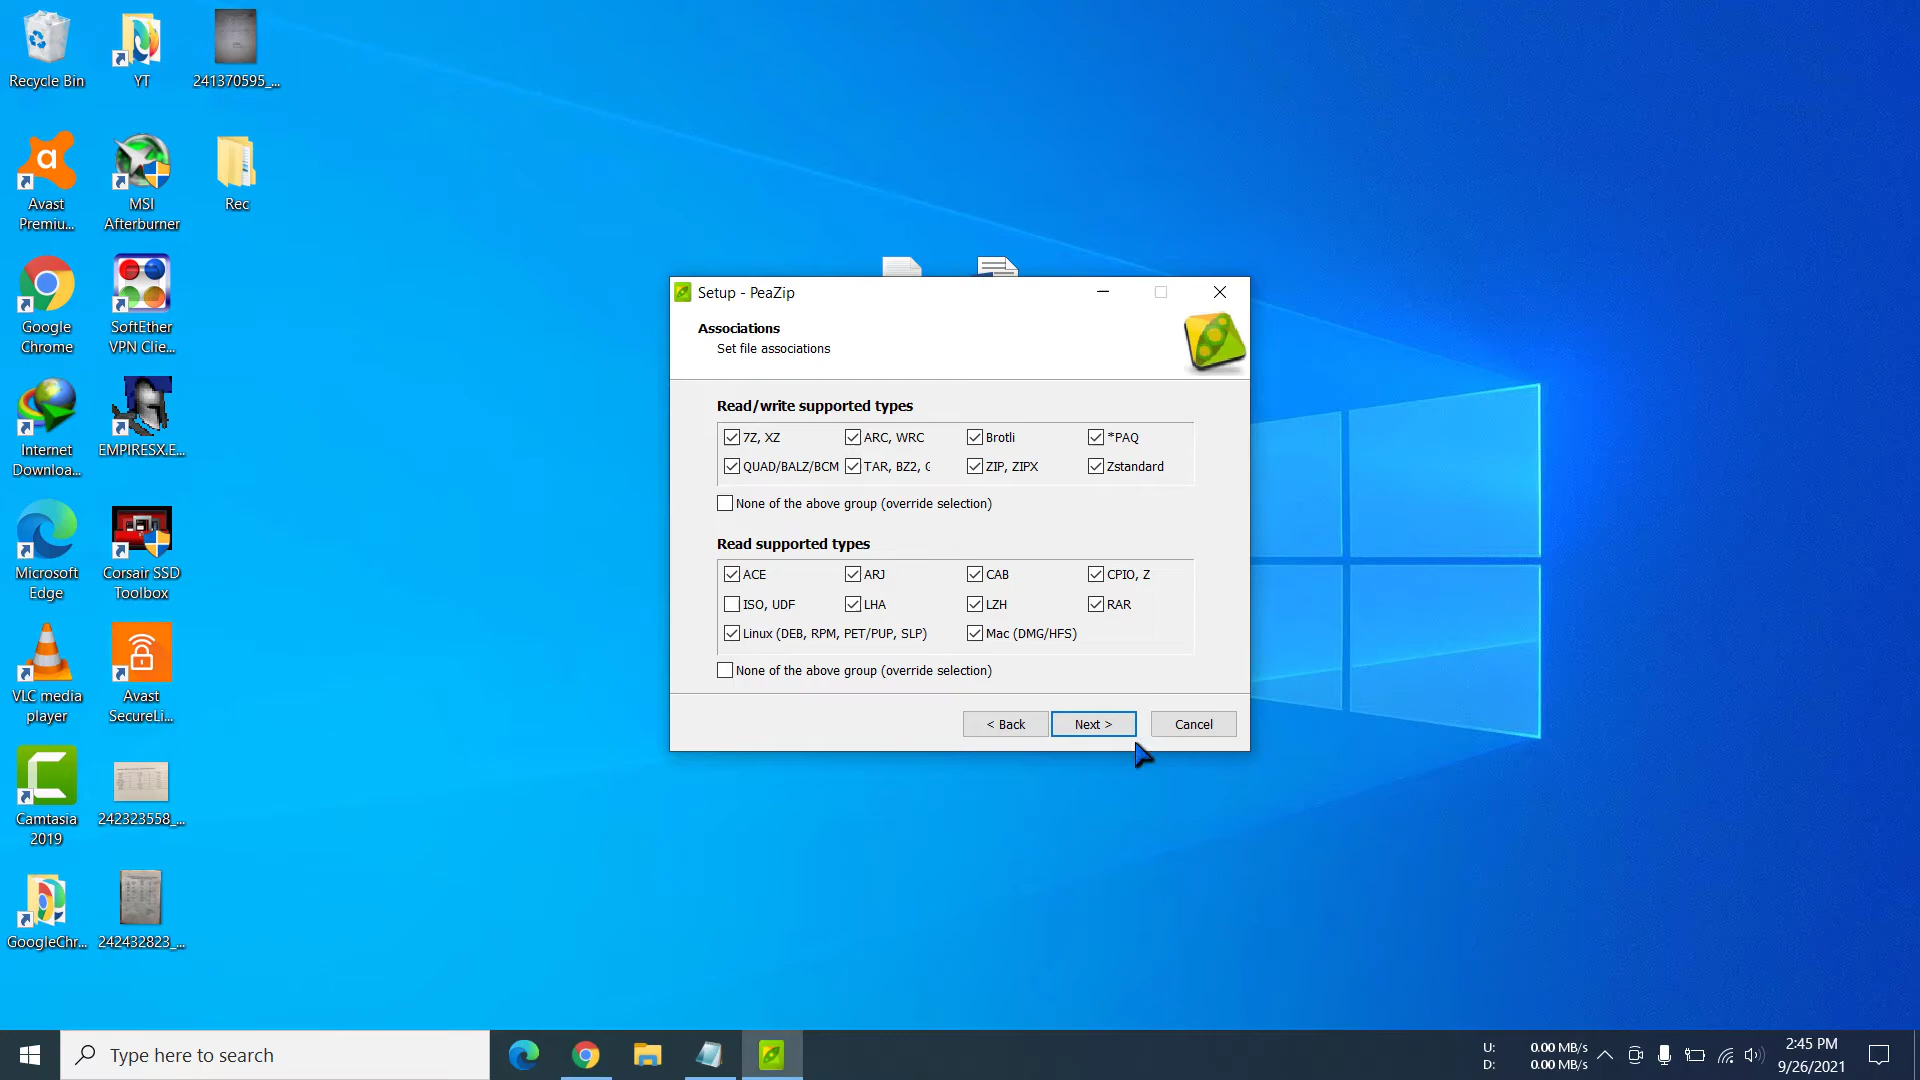 Recycle Bin
YT
241370595_...
Avast
Premiu...
MSI
Afterburner
Rec
Google
Chrome
SoftEther
VPN Clie...
Internet
Downloa...
EMPIRESX.E...
Microsoft
Edge
Corsair SSD
Toolbox
VLC media
player
Avast
SecureLi...
Camtasia
2019
242323558_...
GoogleChr...
242432823_...
Setup - PeaZip
Associations
Set file associations
Read/write supported types
7Z, XZ
ARC, WRC
Brotli
*PAQ
QUAD/BALZ/BCM
TAR, BZ2, G
ZIP, ZIPX
Zstandard
None of the above group (override selection)
Read supported types
ACE
ARJ
CAB
CPIO, Z
ISO, UDF
LHA
LZH
RAR
Linux (DEB, RPM, PET/PUP, SLP)
Mac (DMG/HFS)
None of the above group (override selection)
< Back
Next >
Cancel
Type here to search
U: 0.00 MB/s
D: 0.00 MB/s
2:45 PM
9/26/2021